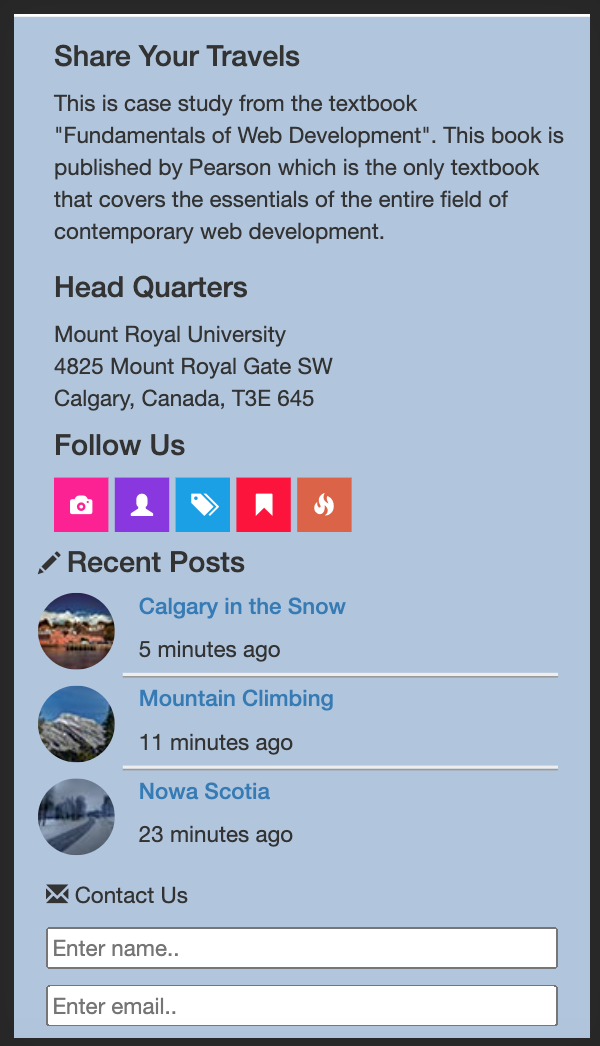 Share Your Travels
This is case study from the textbook
"Fundamentals of Web Development". This book is
published by Pearson which is the only textbook
that covers the essentials of the entire field of
contemporary web development.
Head Quarters
Mount Royal University
4825 Mount Royal Gate SW
Calgary, Canada, T3E 645
Follow Us
Recent Posts
Calgary in the Snow
5 minutes ago
Mountain Climbing
11 minutes ago
Nowa Scotia
23 minutes ago
Contact Us
Enter name..
Enter email..